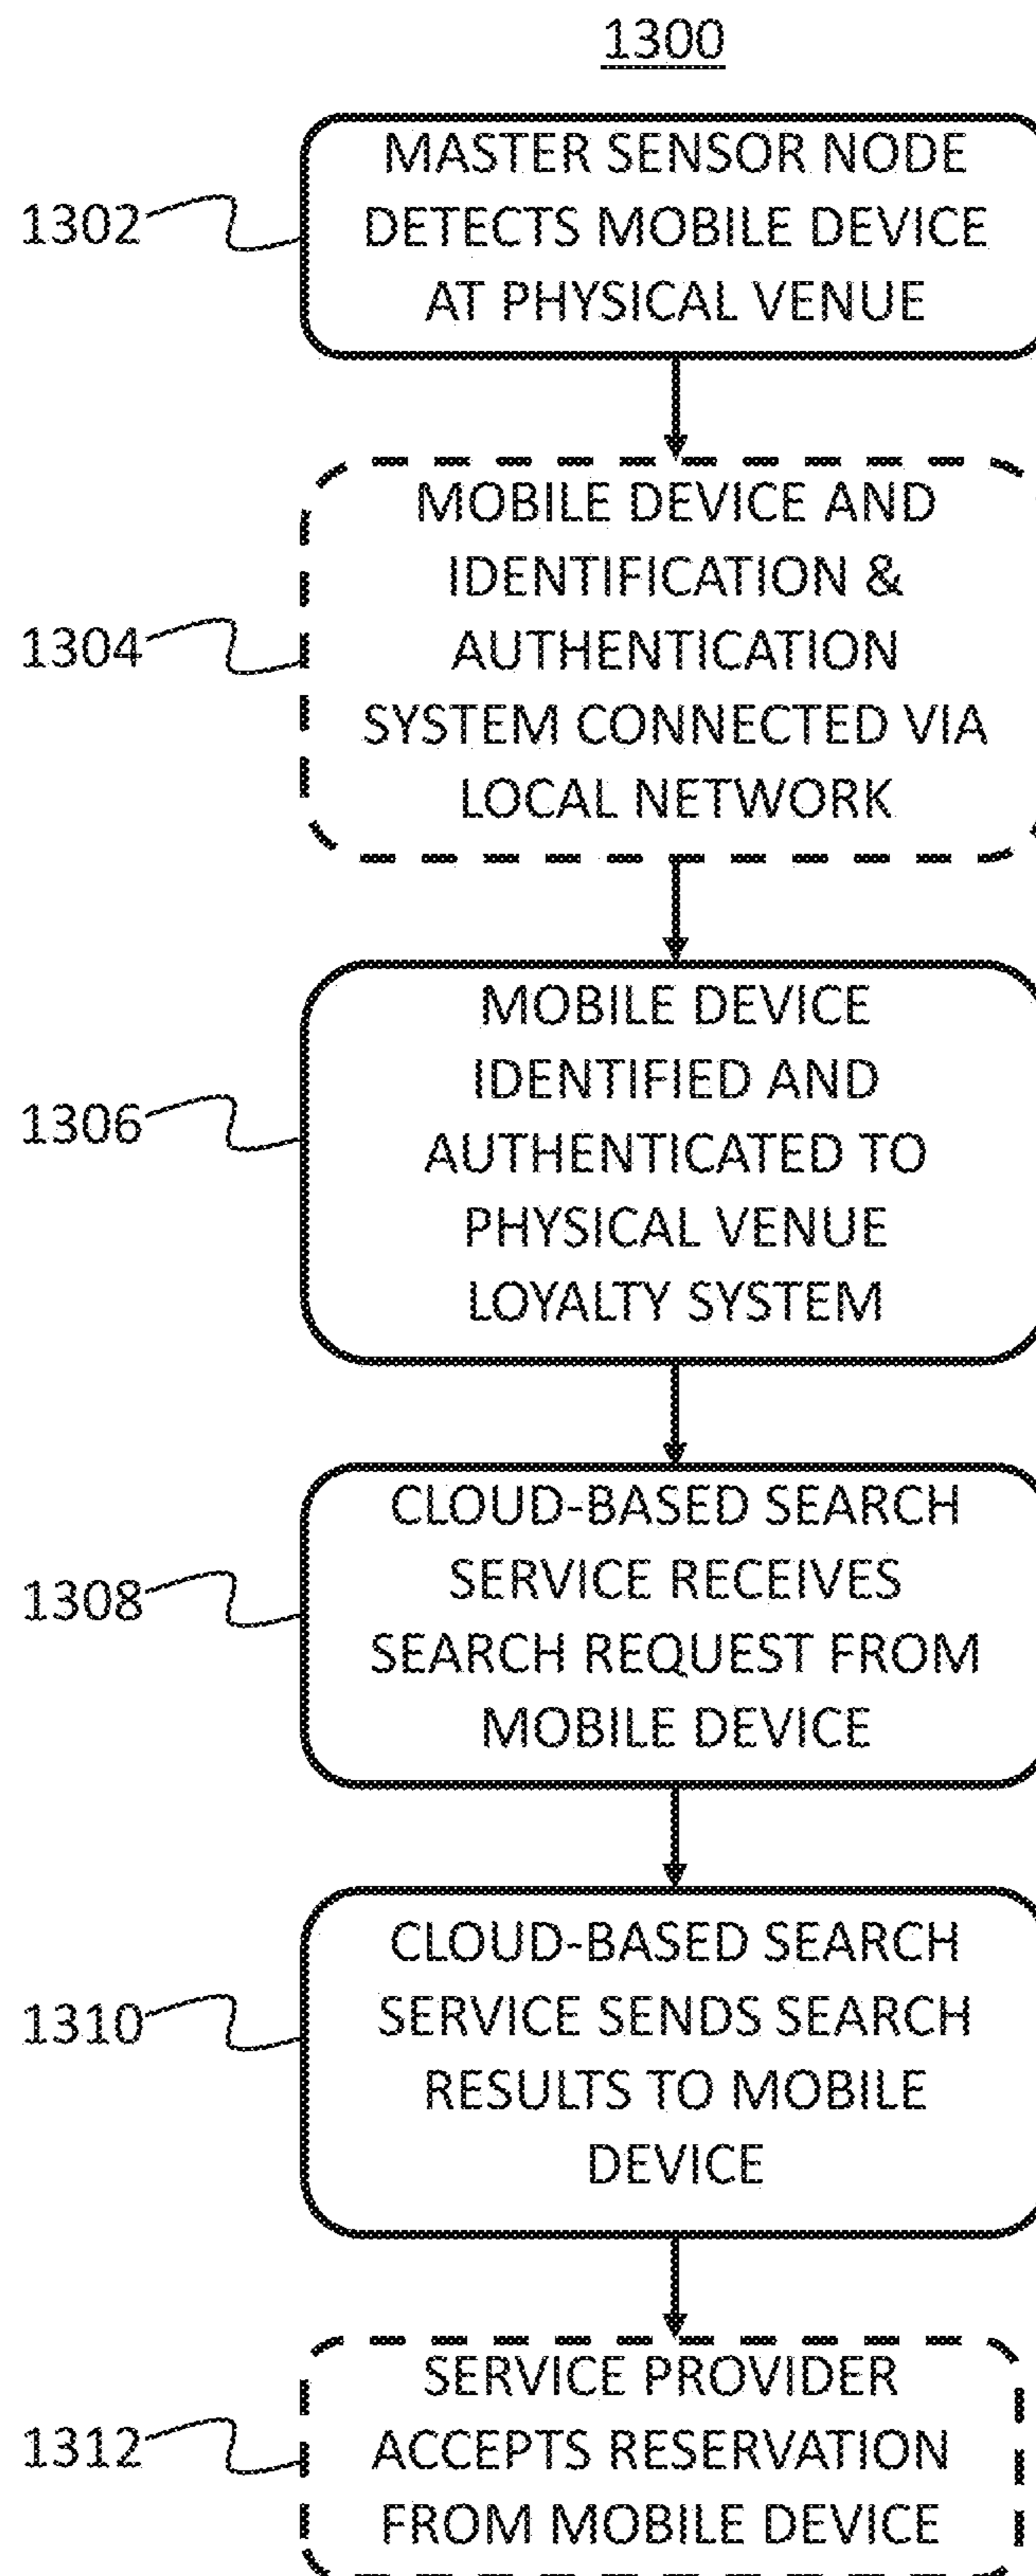 1300
MASTER SENSOR NODE
DETECTS MOBILE DEVICE
AT PHYSICAL VENUE
1302
MOBILE DEVICE AND
IDENTIFICATION &
AUTHENTICATION
SYSTEM CONNECTED VIA
LOCAL NETWORK
1304
MOBILE DEVICE
IDENTIFIED AND
AUTHENTICATED TO
PHYSICAL VENUE
LOYALTY SYSTEM
1306
CLOUD-BASED SEARCH
SERVICE RECEIVES
SEARCH REQUEST FROM
MOBILE DEVICE
1308
CLOUD-BASED SEARCH
SERVICE SENDS SEARCH
RESULTS TO MOBILE
DEVICE
1310
SERVICE PROVIDER
ACCEPTS RESERVATION
FROM MOBILE DEVICE
1312